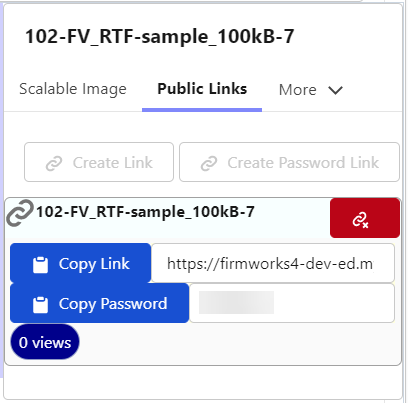 102-FV_RTF-sample_100kB-7
Scalable Image Public Links More
Create Link Create Password Link
102-FV_RTF-sample_100kB-7
Copy Link https://firmworks4-dev-ed.m
Copy Password
0 views